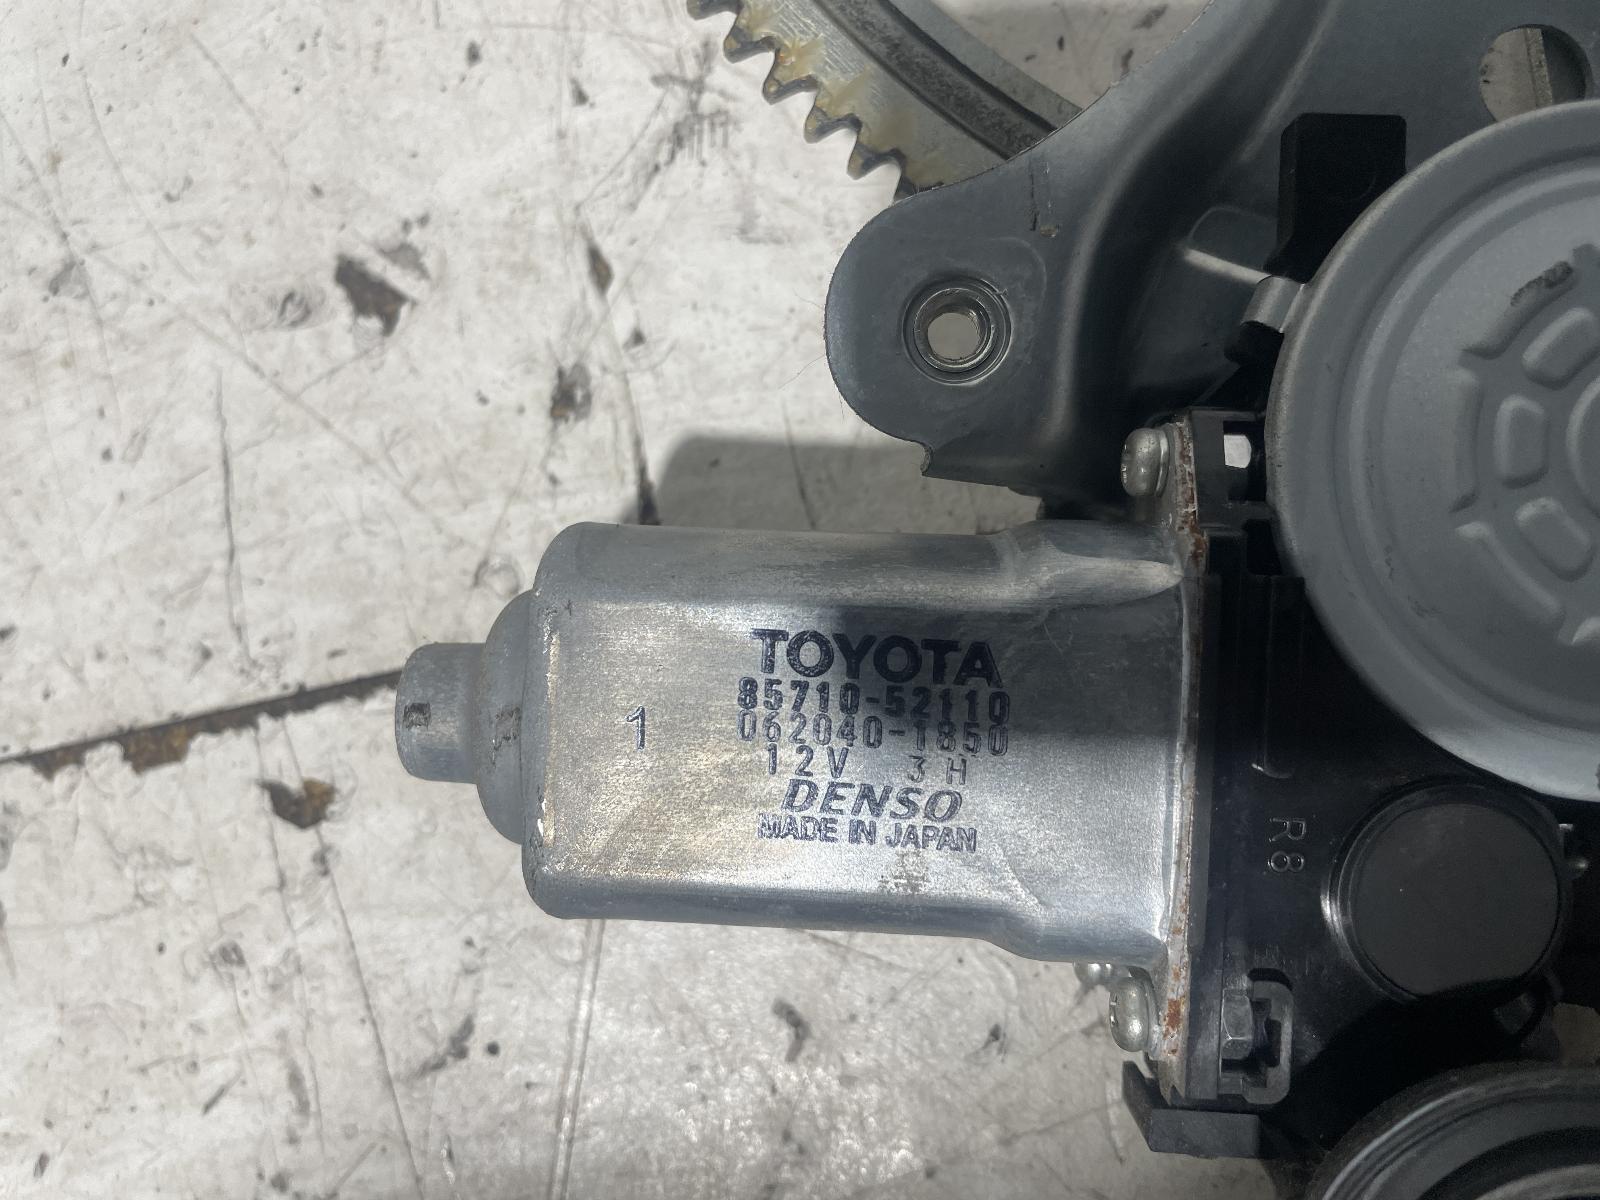 TOYOTA
85710-52110
062040-1850
1
12V 3H
DENSO
MADE IN JAPAN
R8